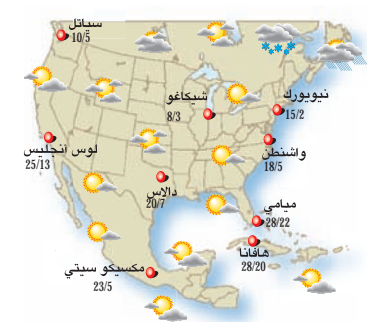 سياتل
10/5
شيكاغو
8/3
نيويورك
15/2
واشنطن
18/5
لوس انجليس
25/13
دالاس
20/7
ميامي
28/22
هافانا
28/20
مكسيكو سيتي
23/5